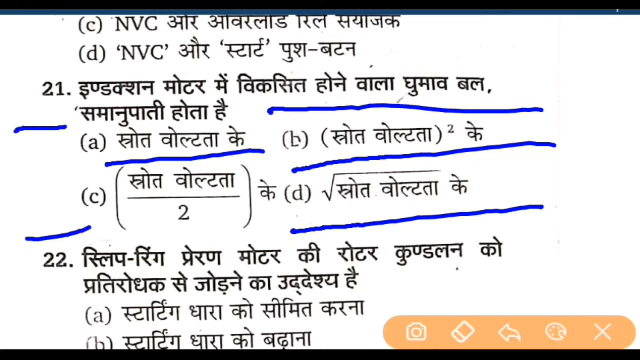 (c) NVC और ओवरलोड रिले संयोजक
(d) ‘NVC’ और ‘स्टार्ट’ पुश-बटन
21. इण्डक्शन मोटर में विकसित होने वाला घुमाव बल,
‘समानुपाती होता है
(a) स्रोत वोल्टता के (b) (स्रोत वोल्टता)² के
(c) (स्रोत वोल्टता / 2) के (d) √स्रोत वोल्टता के
22. स्लिप-रिंग प्रेरण मोटर की रोटर कुण्डलन को
प्रतिरोधक से जोड़ने का उद्देश्य है
(a) स्टार्टिंग धारा को सीमित करना
(b) स्टार्टिंग धारा को बढ़ाना